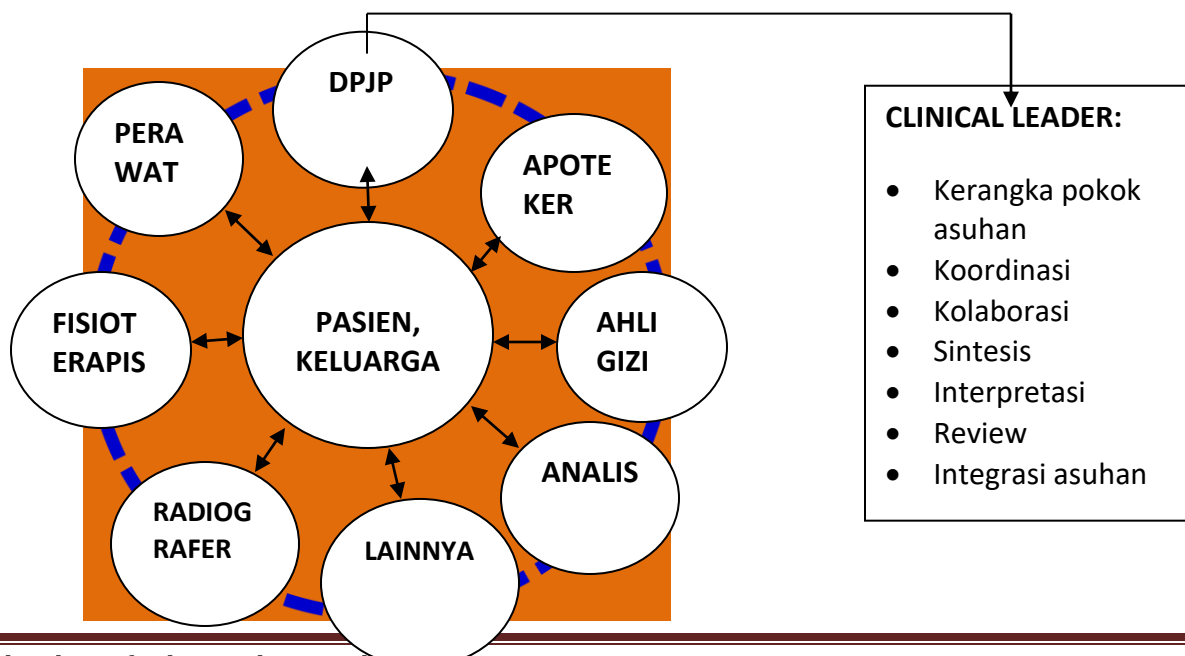 DPJP
PERA
WAT
APOTE
KER
FISIOT
ERAPIS
PASIEN,
KELUARGA
AHLI
GIZI
ANALIS
RADIOG
RAFER
LAINNYA
CLINICAL LEADER:
• Kerangka pokok
asuhan
• Koordinasi
• Kolaborasi
• Sintesis
• Interpretasi
• Review
• Integrasi asuhan